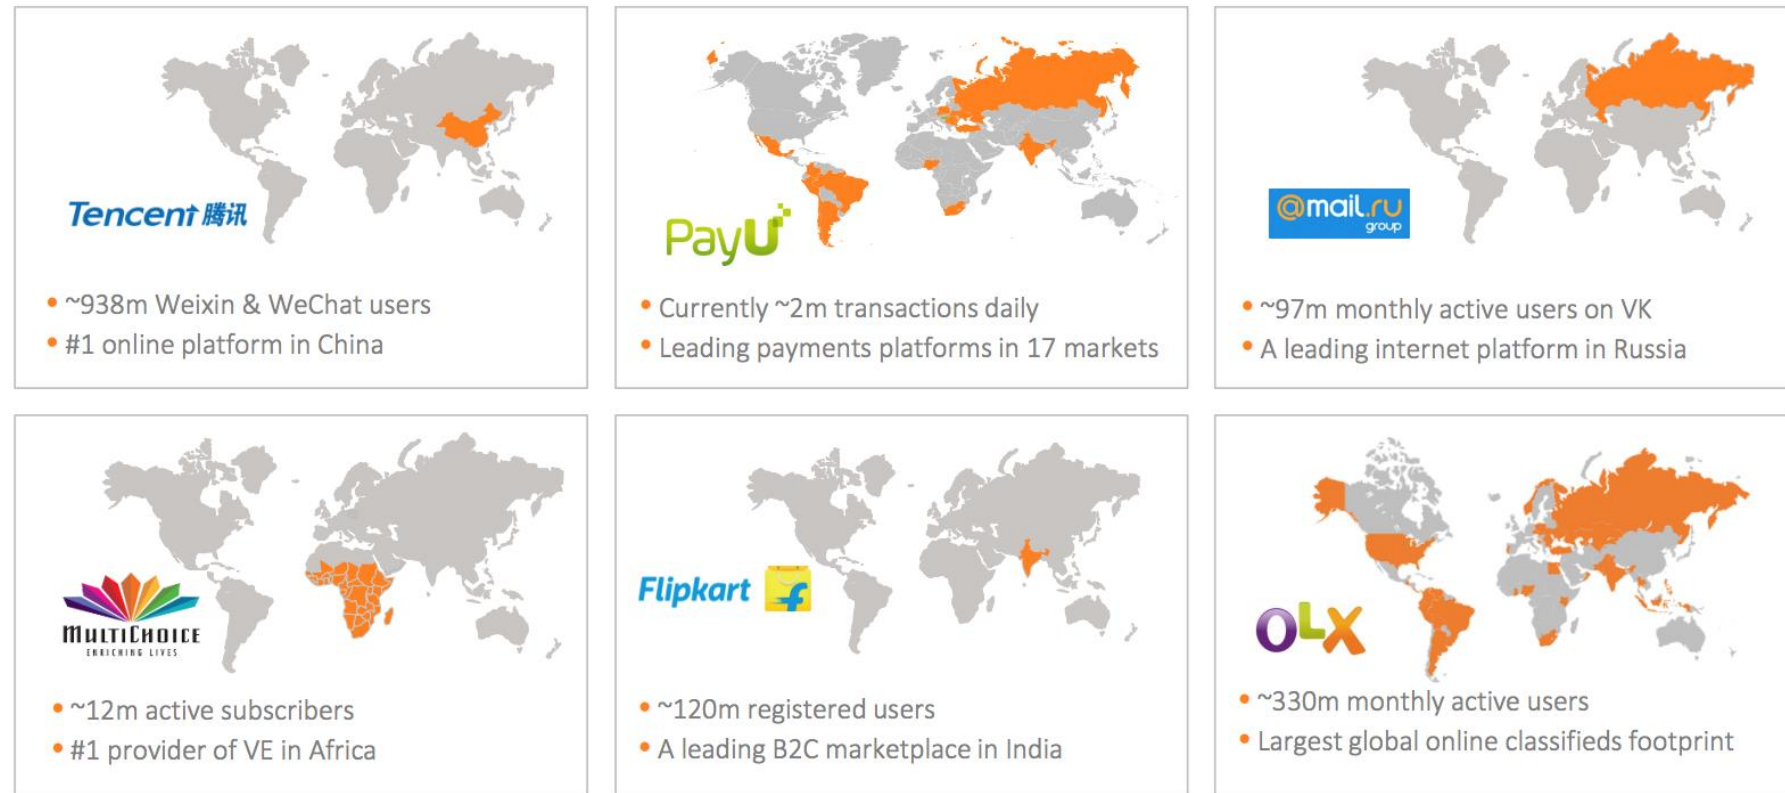 Tencent 腾讯
• ~938m Weixin & WeChat users
• #1 online platform in China
PayU
• Currently ~2m transactions daily
• Leading payments platforms in 17 markets
@mail.ru
group
• ~97m monthly active users on VK
• A leading internet platform in Russia
MULTICHOICE
ENRICHING LIVES
• ~12m active subscribers
• #1 provider of VE in Africa
Flipkart f
• ~120m registered users
• A leading B2C marketplace in India
OLX
• ~330m monthly active users
• Largest global online classifieds footprint